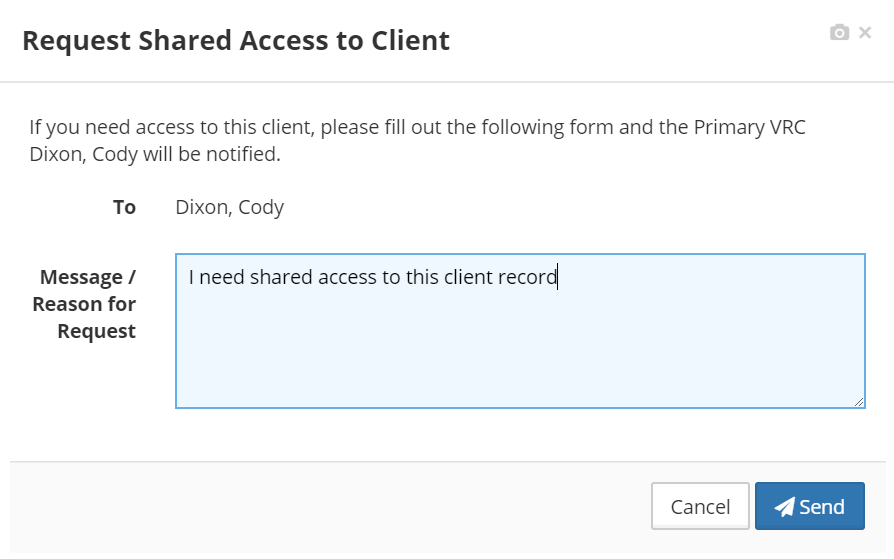 Request Shared Access to Client
If you need access to this client, please fill out the following form and the Primary VRC
Dixon, Cody will be notified.
To Dixon, Cody
Message / I need shared access to this client record
Reason for
Request
Cancel Send